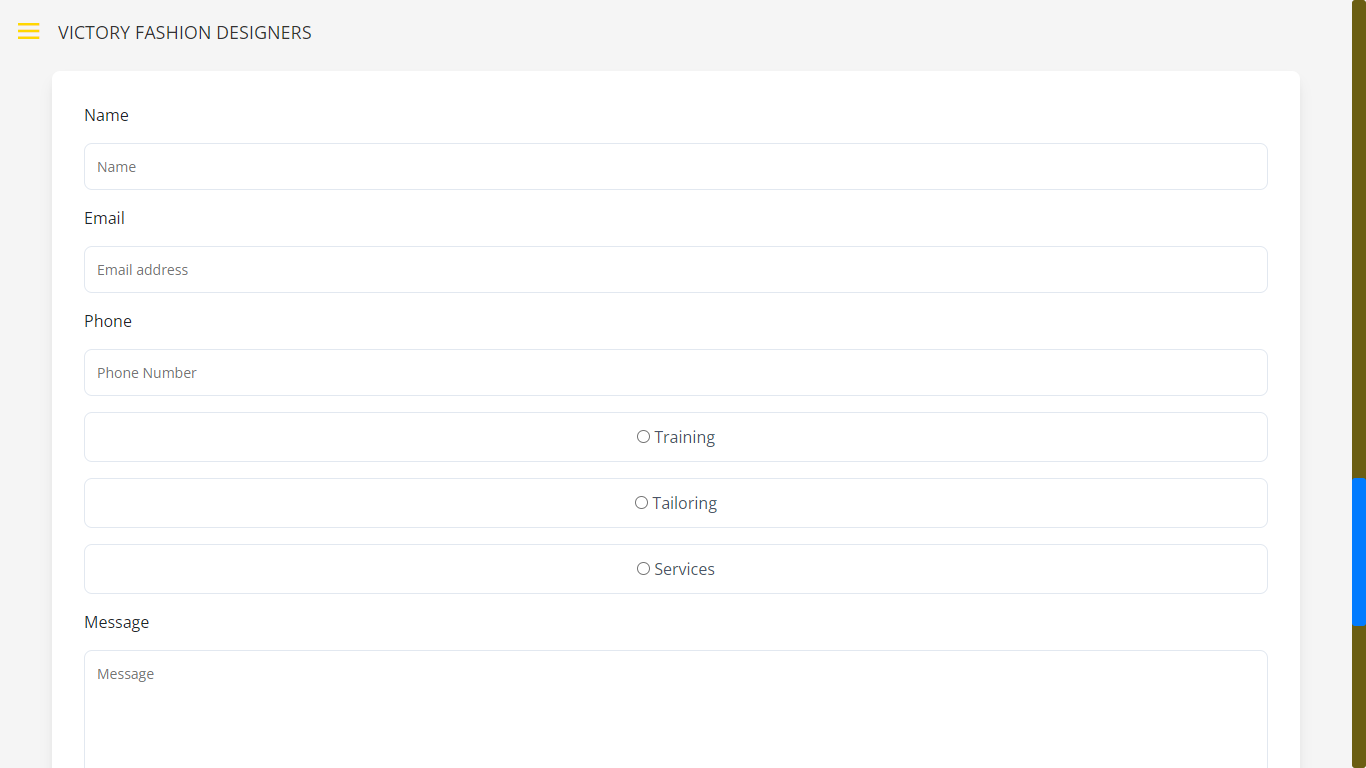 VICTORY FASHION DESIGNERS
Name
Name
Email
Email address
Phone
Phone Number
Training
Tailoring
Services
Message
Message